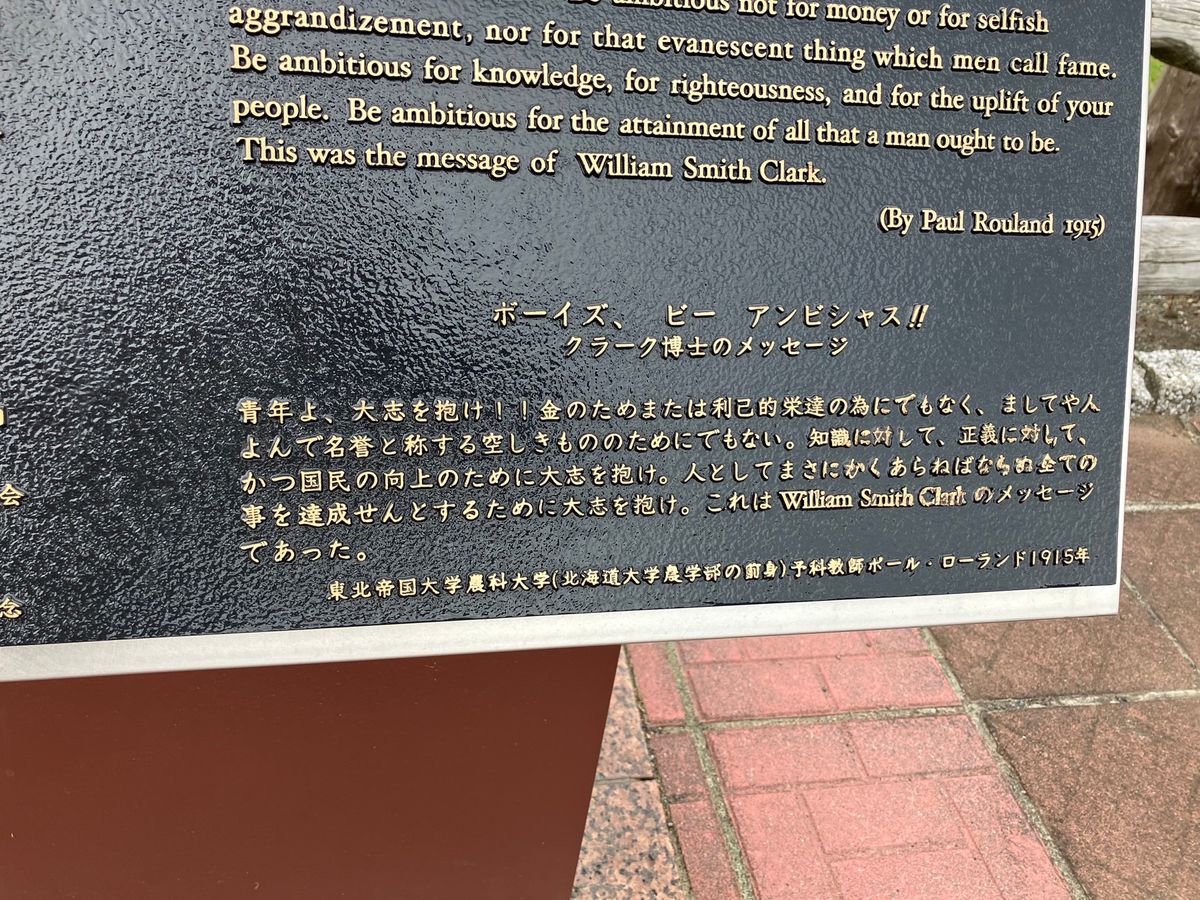 ambitious not for money or for selfish
aggrandizement, nor for that evanescent thing which men call fame.
Be ambitious for knowledge, for righteousness, and for the uplift of your
people. Be ambitious for the attainment of all that a man ought to be.
This was the message of William Smith Clark.
(By Paul Rouland 1915)
ボーイズ、 ビー アンビシャス!!
クラーク博士のメッセージ
青年よ、大志を抱け!!金のためまたは利己的栄達の為にでもなく、ましてや人
よんで名誉と称する空しきもののためにでもない。知識に対して、正義に対して、
かつ国民の向上のために大志を抱け。人としてまさにかくあらねばならぬ全ての
事を達成せんとするために大志を抱け。これは William Smith Clark のメッセージ
であった。
東北帝国大学農科大学(北海道大学農学部の前身)予科教師ポール・ローランド1915年
会
念